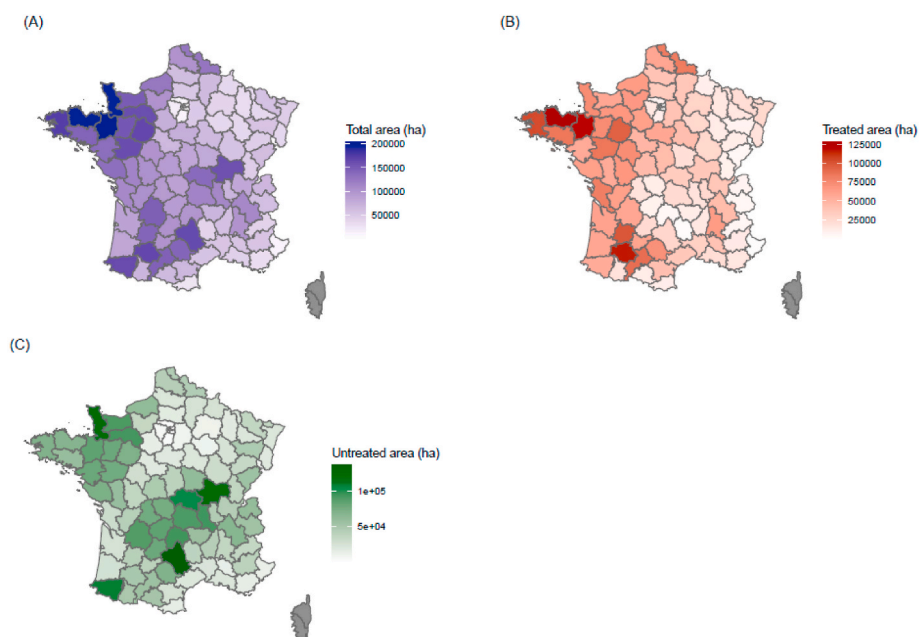 (A)
Total area (ha)
200000
150000
100000
50000
(B)
Treated area (ha)
125000
100000
75000
50000
25000
(C)
Untreated area (ha)
1e+05
5e+04